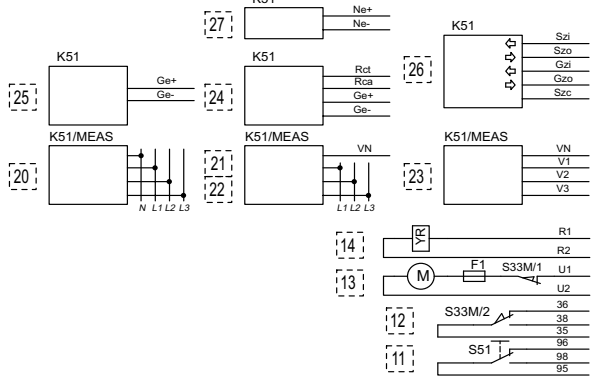 K51
27
Ne+
Ne-
K51
26
Szi
Szo
Gzi
Gzo
Szc
K51
25
Ge+
Ge-
K51
24
Rct
Rca
Ge+
Ge-
K51/MEAS
20
N L1 L2 L3
K51/MEAS
21
22
VN
L1 L2 L3
K51/MEAS
23
VN
V1
V2
V3
14
YR
R1
R2
13
M
F1
S33M/1
U1
U2
12
S33M/2
36
38
35
11
S51
96
98
95